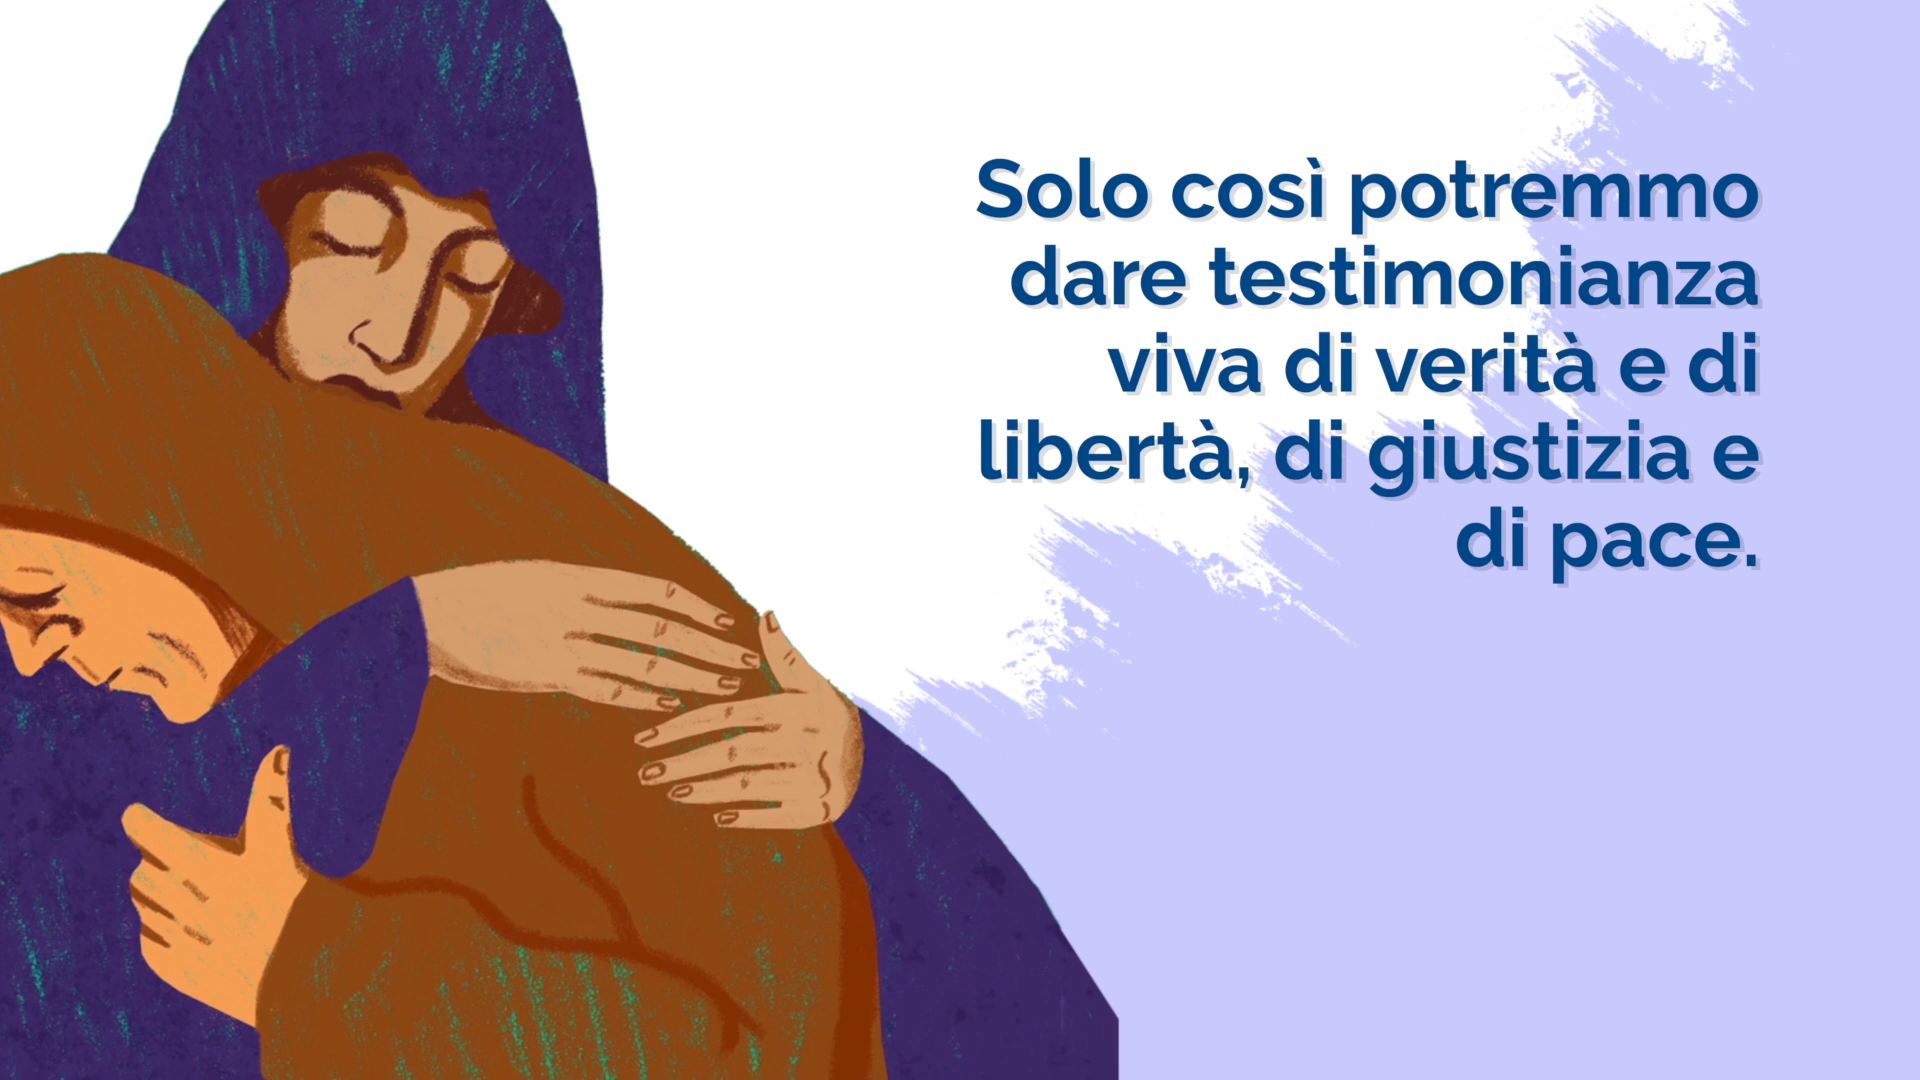 Solo così potremmo
dare testimonianza
viva di verità e di
libertà, di giustizia e
di pace.